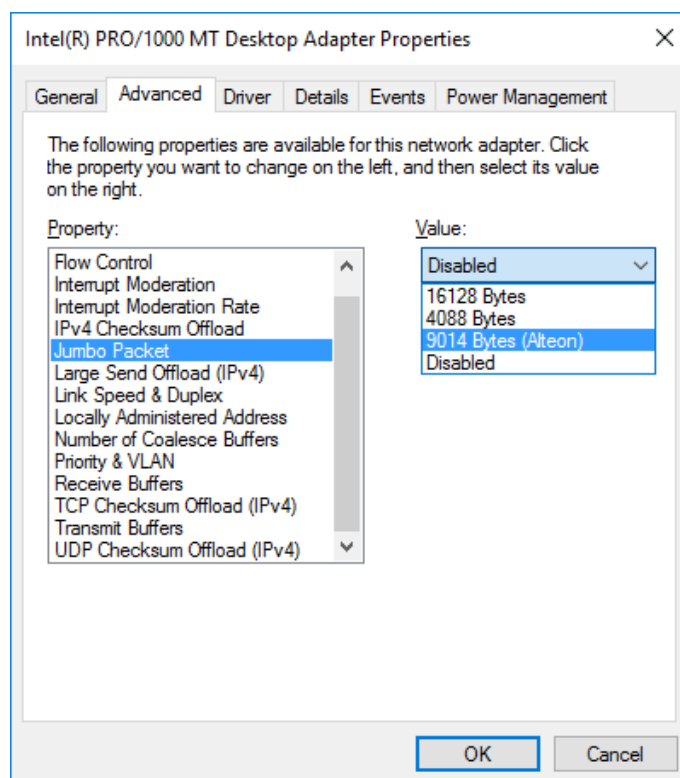 Intel(R) PRO/1000 MT Desktop Adapter Properties
General Advanced Driver Details Events Power Management
The following properties are available for this network adapter. Click
the property you want to change on the left, and then select its value
on the right.
Property:
Flow Control
Interrupt Moderation
Interrupt Moderation Rate
IPv4 Checksum Offload
Jumbo Packet
Large Send Offload (IPv4)
Link Speed & Duplex
Locally Administered Address
Number of Coalesce Buffers
Priority & VLAN
Receive Buffers
TCP Checksum Offload (IPv4)
Transmit Buffers
UDP Checksum Offload (IPv4)
Value:
Disabled
16128 Bytes
4088 Bytes
9014 Bytes (Alteon)
Disabled
OK Cancel